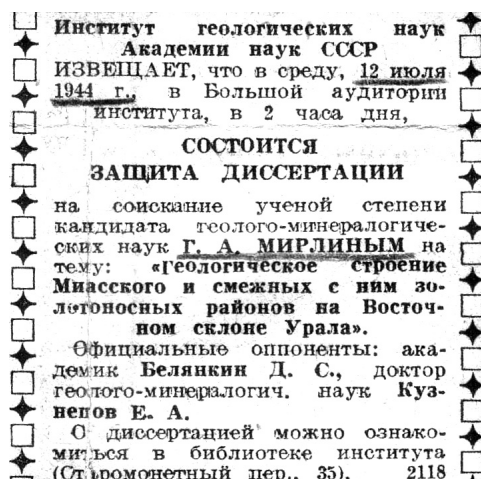 Институт геологических наук
Академии наук СССР
ИЗВЕЩАЕТ, что в среду, 12 июля
1944 г., в Большой аудитории
института, в 2 часа дня,
СОСТОИТСЯ
ЗАЩИТА ДИССЕРТАЦИИ
на соискание ученой степени
кандидата геолого-минералогиче-
ских наук Г. А. МИРЛИНЫМ на
тему: «Геологическое строение
Миасского и смежных с ним зо-
лотоносных районов на Восточ-
ном склоне Урала».
Официальные оппоненты: ака-
демик Белянкин Д. С., доктор
геолого-минералогич. наук Куз-
нецов Е. А.
С диссертацией можно ознако-
миться в библиотеке института
(Старомонетный пер., 35). 2118